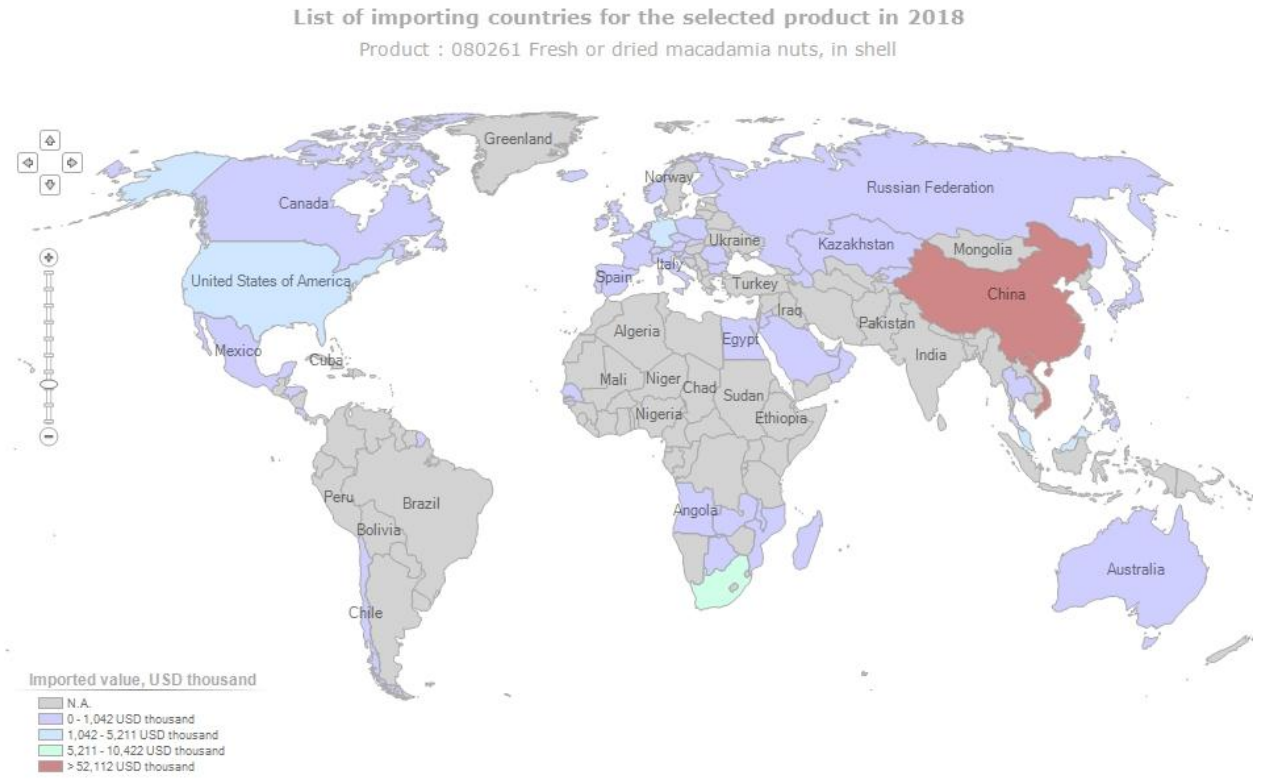 List of importing countries for the selected product in 2018
Product : 080261 Fresh or dried macadamia nuts, in shell
Greenland
Norway
Russian Federation
Canada
Ukraine
Kazakhstan
Mongolia
Italy
Spain
United States of America
Turkey
China
Iraq
Pakistan
Algeria
Egypt
India
Mexico
Cuba
Mali
Niger
Chad
Sudan
Nigeria
Ethiopia
Peru
Brazil
Angola
Bolivia
Australia
Chile
Imported value, USD thousand
N.A.
0 - 1,042 USD thousand
1,042 - 5,211 USD thousand
5,211 - 10,422 USD thousand
> 52,112 USD thousand